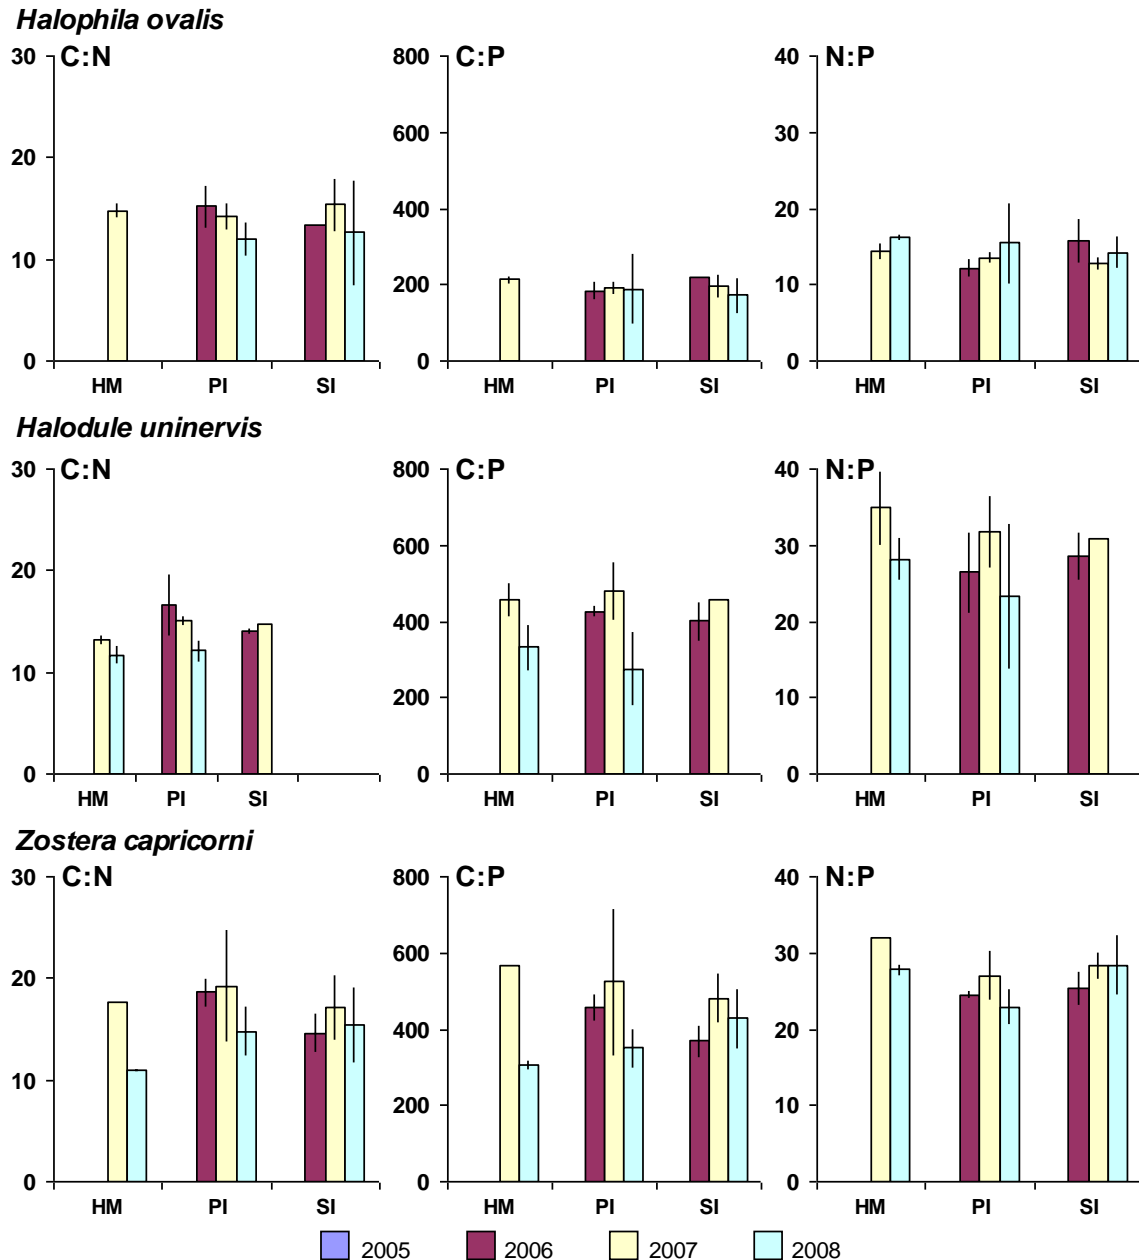 Halophila ovalis
C:N
30
20
10
0
HM PI SI
C:P
800
600
400
200
0
HM PI SI
N:P
40
30
20
10
0
HM PI SI
Halodule uninervis
C:N
30
20
10
0
HM PI SI
C:P
800
600
400
200
0
HM PI SI
N:P
40
30
20
10
0
HM PI SI
Zostera capricorni
C:N
30
20
10
0
HM PI SI
C:P
800
600
400
200
0
HM PI SI
N:P
40
30
20
10
0
HM PI SI
2005 2006 2007 2008